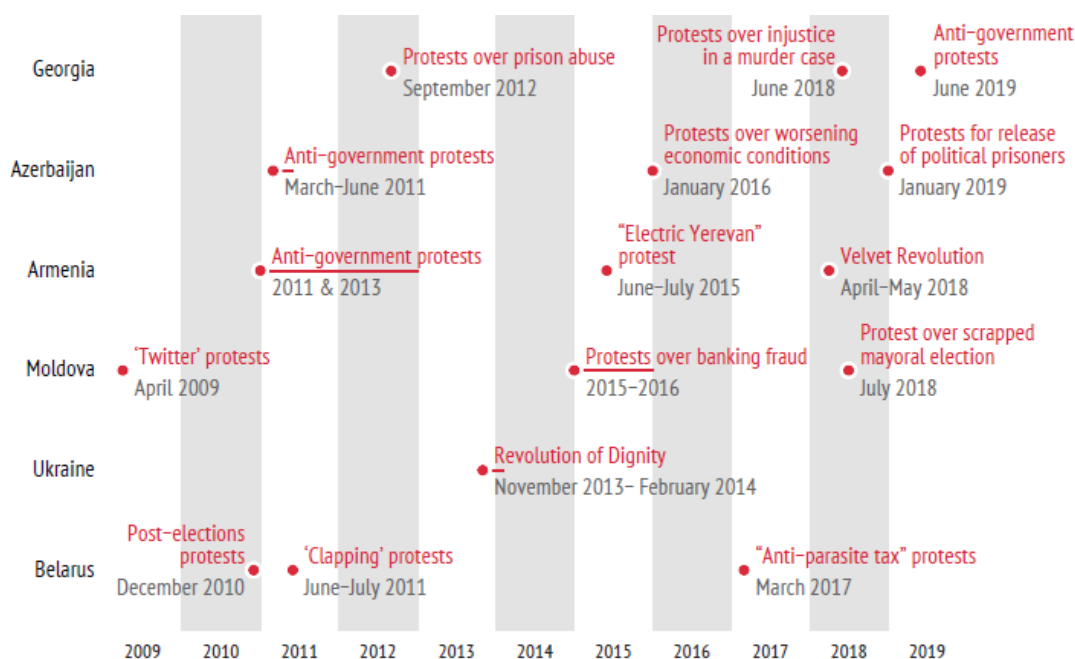 Georgia
Protests over prison abuse
September 2012
Protests over injustice
in a murder case
June 2018
Anti-government
protests
June 2019
Azerbaijan
Anti-government protests
March-June 2011
Protests over worsening
economic conditions
January 2016
Protests for release
of political prisoners
January 2019
Armenia
Anti-government protests
2011 & 2013
“Electric Yerevan”
protest
June-July 2015
Velvet Revolution
April-May 2018
Moldova
‘Twitter’ protests
April 2009
Protests over banking fraud
2015-2016
Protest over scrapped
mayoral election
July 2018
Ukraine
Revolution of Dignity
November 2013- February 2014
Belarus
Post-elections
protests
December 2010
‘Clapping’ protests
June-July 2011
“Anti-parasite tax” protests
March 2017
2009 2010 2011 2012 2013 2014 2015 2016 2017 2018 2019